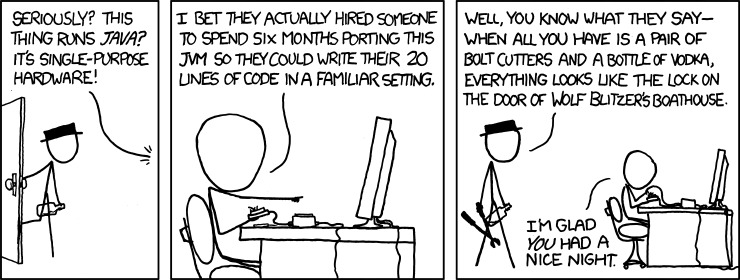 SERIOUSLY? THIS
THING RUNS JAVA?
IT'S SINGLE-PURPOSE
HARDWARE!
I BET THEY ACTUALLY HIRED SOMEONE
TO SPEND SIX MONTHS PORTING THIS
JVM SO THEY COULD WRITE THEIR 20
LINES OF CODE IN A FAMILIAR SETTING.
WELL, YOU KNOW WHAT THEY SAY—
WHEN ALL YOU HAVE IS A PAIR OF
BOLT CUTTERS AND A BOTTLE OF VODKA,
EVERYTHING LOOKS LIKE THE LOCK ON
THE DOOR OF WOLF BLITZER'S BOATHOUSE.
I'M GLAD
YOU HAD A
NICE NIGHT.